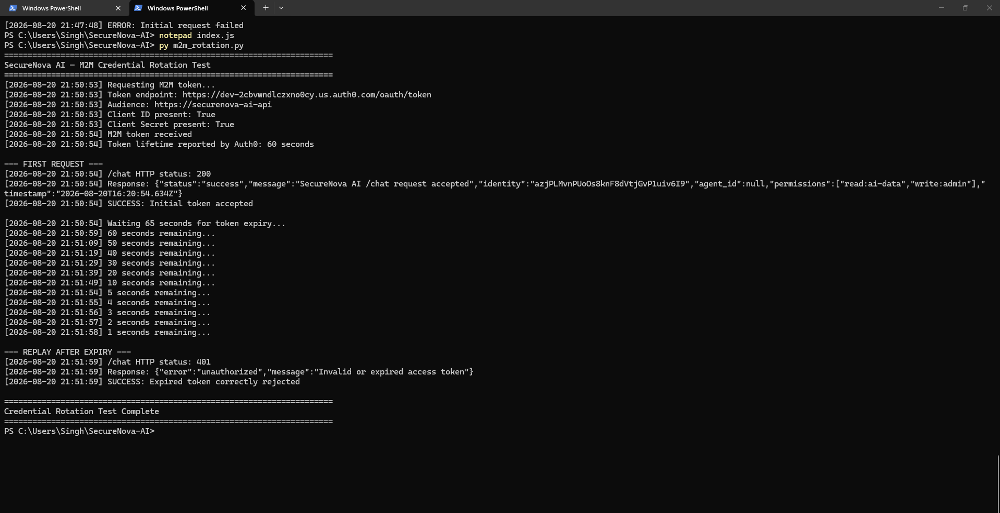 Windows PowerShell
Windows PowerShell
[2026-08-20 21:47:48] ERROR: Initial request failed
PS C:\Users\Singh\SecureNova-AI> notepad index.js
PS C:\Users\Singh\SecureNova-AI> py m2m_rotation.py
======================================================================
SecureNova AI - M2M Credential Rotation Test
======================================================================
[2026-08-20 21:50:53] Requesting M2M token...
[2026-08-20 21:50:53] Token endpoint: https://dev-2cbvwndlczxno0cy.us.auth0.com/oauth/token
[2026-08-20 21:50:53] Audience: https://securenova-ai-api
[2026-08-20 21:50:53] Client ID present: True
[2026-08-20 21:50:53] Client Secret present: True
[2026-08-20 21:50:54] M2M token received
[2026-08-20 21:50:54] Token lifetime reported by Auth0: 60 seconds
--- FIRST REQUEST ---
[2026-08-20 21:50:54] /chat HTTP status: 200
[2026-08-20 21:50:54] Response: {"status":"success","message":"SecureNova AI /chat request accepted","identity":"azjPLMvnPUoOs8knF8dVtjGvP1uiv6I9","agent_id":null,"permissions":["read:ai-data","write:admin"],"
timestamp":"2026-08-20T16:20:54.634Z"}
[2026-08-20 21:50:54] SUCCESS: Initial token accepted
[2026-08-20 21:50:54] Waiting 65 seconds for token expiry...
[2026-08-20 21:50:59] 60 seconds remaining...
[2026-08-20 21:51:09] 50 seconds remaining...
[2026-08-20 21:51:19] 40 seconds remaining...
[2026-08-20 21:51:29] 30 seconds remaining...
[2026-08-20 21:51:39] 20 seconds remaining...
[2026-08-20 21:51:49] 10 seconds remaining...
[2026-08-20 21:51:54] 5 seconds remaining...
[2026-08-20 21:51:55] 4 seconds remaining...
[2026-08-20 21:51:56] 3 seconds remaining...
[2026-08-20 21:51:57] 2 seconds remaining...
[2026-08-20 21:51:58] 1 seconds remaining...
--- REPLAY AFTER EXPIRY ---
[2026-08-20 21:51:59] /chat HTTP status: 401
[2026-08-20 21:51:59] Response: {"error":"unauthorized","message":"Invalid or expired access token"}
[2026-08-20 21:51:59] SUCCESS: Expired token correctly rejected
======================================================================
Credential Rotation Test Complete
======================================================================
PS C:\Users\Singh\SecureNova-AI>